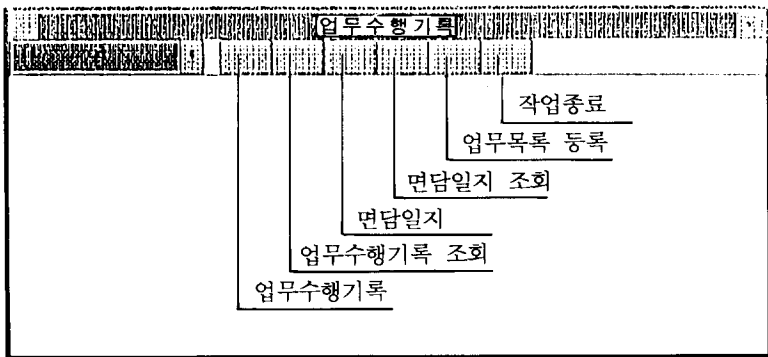 업무수행기록
작업종료
업무목록 등록
면담일지 조회
면담일지
업무수행기록 조회
업무수행기록